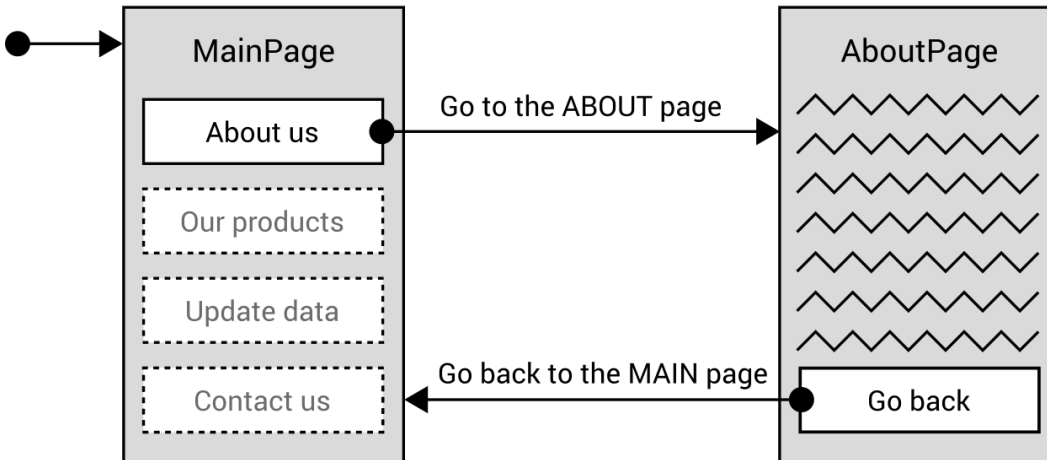 MainPage
About us
Our products
Update data
Contact us
Go to the ABOUT page
Go back to the MAIN page
AboutPage
Go back